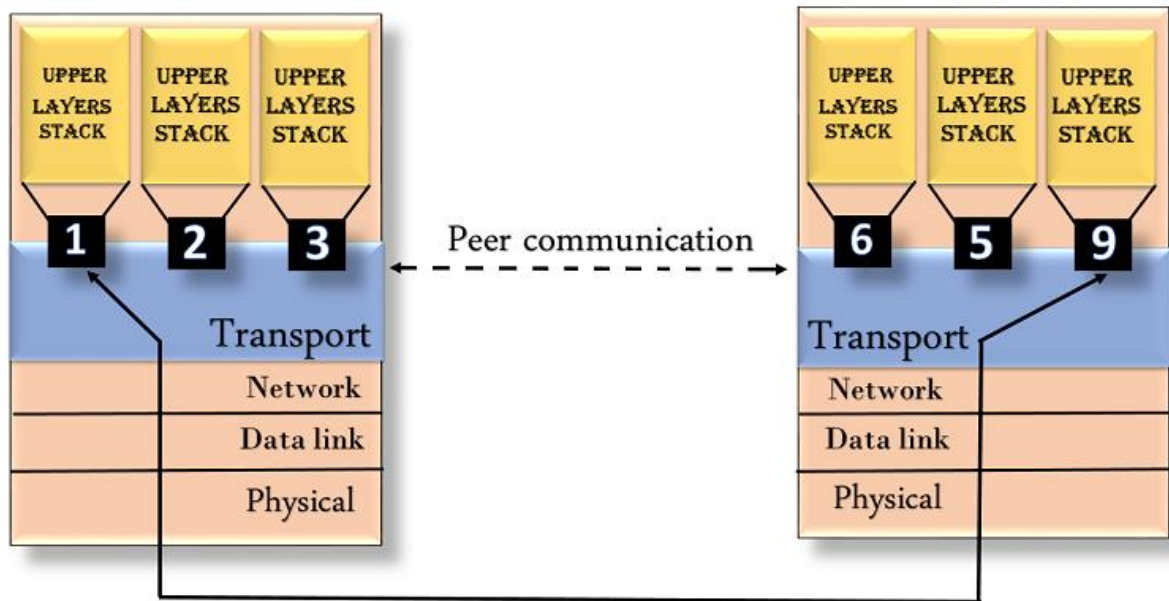 UPPER
LAYERS
STACK
UPPER
LAYERS
STACK
UPPER
LAYERS
STACK
1
2
3
Transport
Network
Data link
Physical
Peer communication
UPPER
LAYERS
STACK
UPPER
LAYERS
STACK
UPPER
LAYERS
STACK
6
5
9
Transport
Network
Data link
Physical